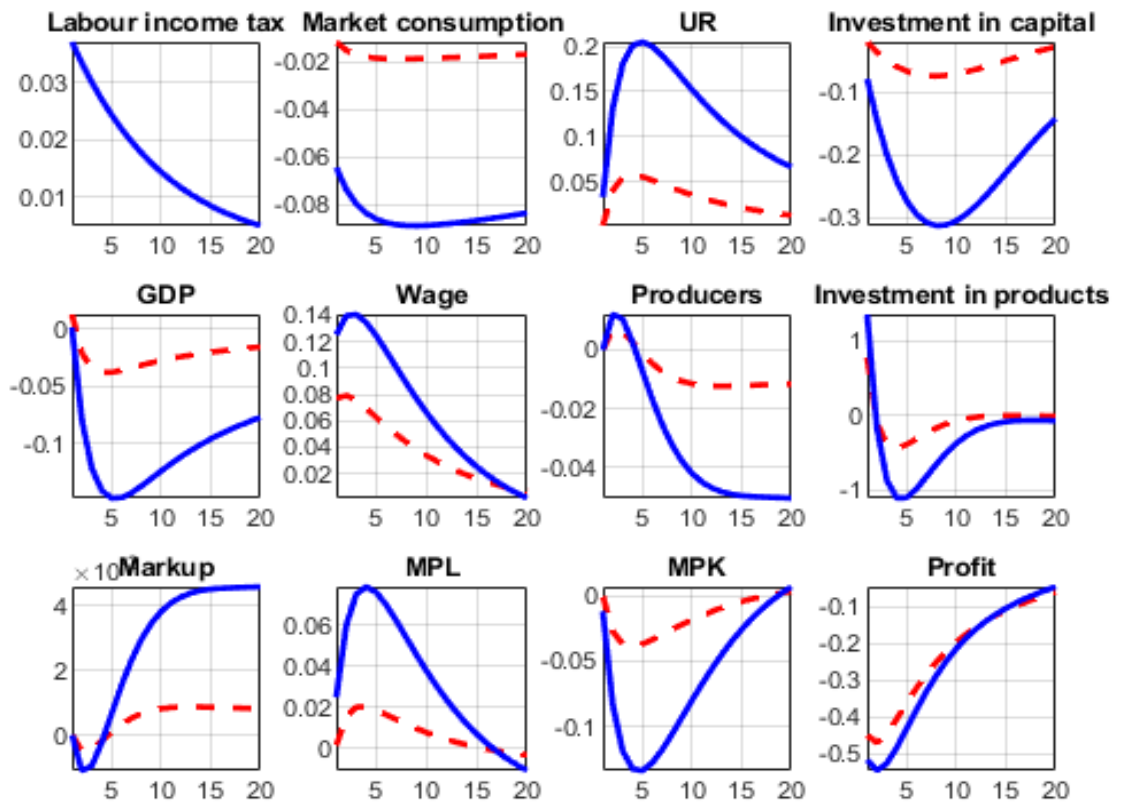 Labour income tax
0.03
0.02
0.01
5 10 15 20
Market consumption
-0.02
-0.04
-0.06
-0.08
5 10 15 20
UR
0.2
0.15
0.1
0.05
5 10 15 20
Investment in capital
-0.1
-0.2
-0.3
5 10 15 20
GDP
0
-0.05
-0.1
5 10 15 20
Wage
0.14
0.12
0.1
0.08
0.06
0.04
0.02
5 10 15 20
Producers
0
-0.02
-0.04
5 10 15 20
Investment in products
1
0
-1
5 10 15 20
Markup
× 10
4
2
0
5 10 15 20
MPL
0.06
0.04
0.02
0
5 10 15 20
MPK
0
-0.05
-0.1
5 10 15 20
Profit
-0.1
-0.2
-0.3
-0.4
-0.5
5 10 15 20